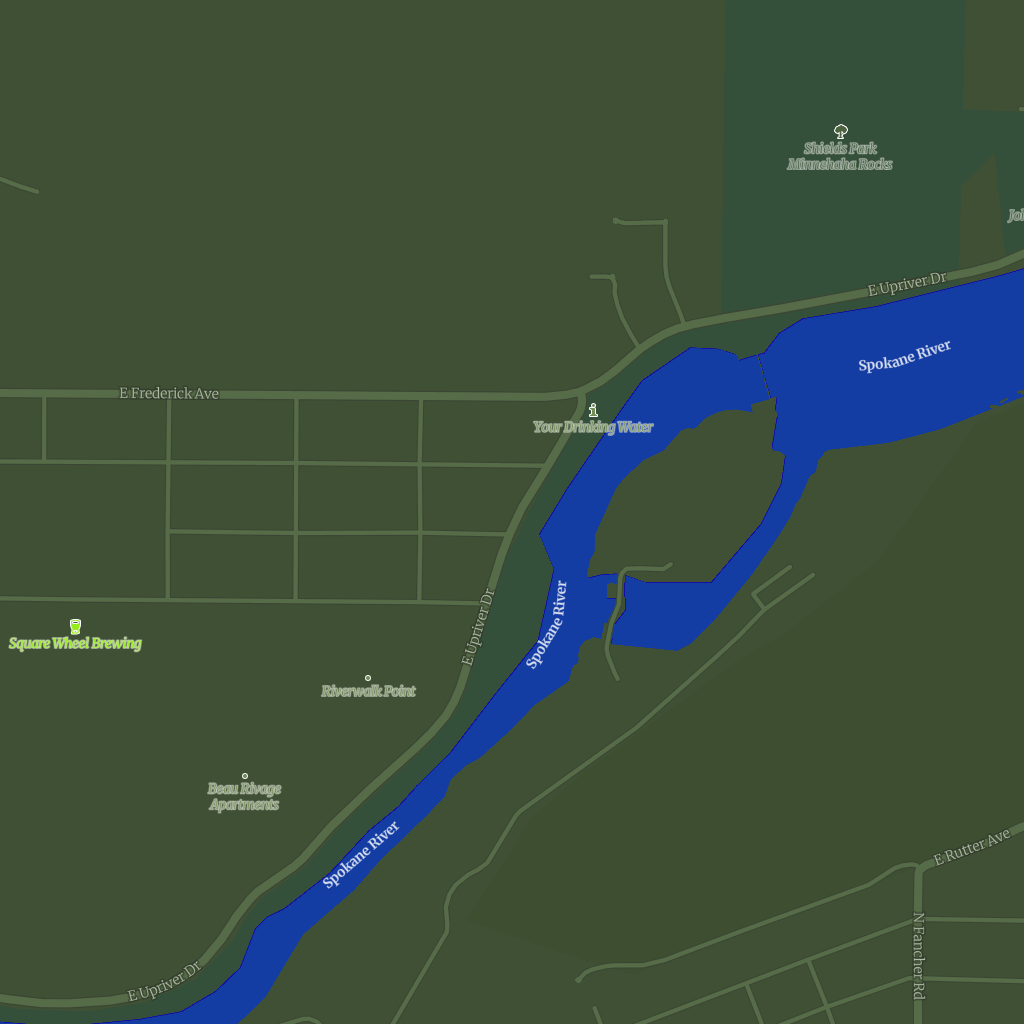 Shields Park
Minnehaha Rocks
E Upriver Dr
Spokane River
E Frederick Ave
Your Drinking Water
E Upriver Dr
Spokane River
Square Wheel Brewing
Riverwalk Point
Beau Rivage
Apartments
Spokane River
E Rutter Ave
N Fancher Rd
E Upriver Dr